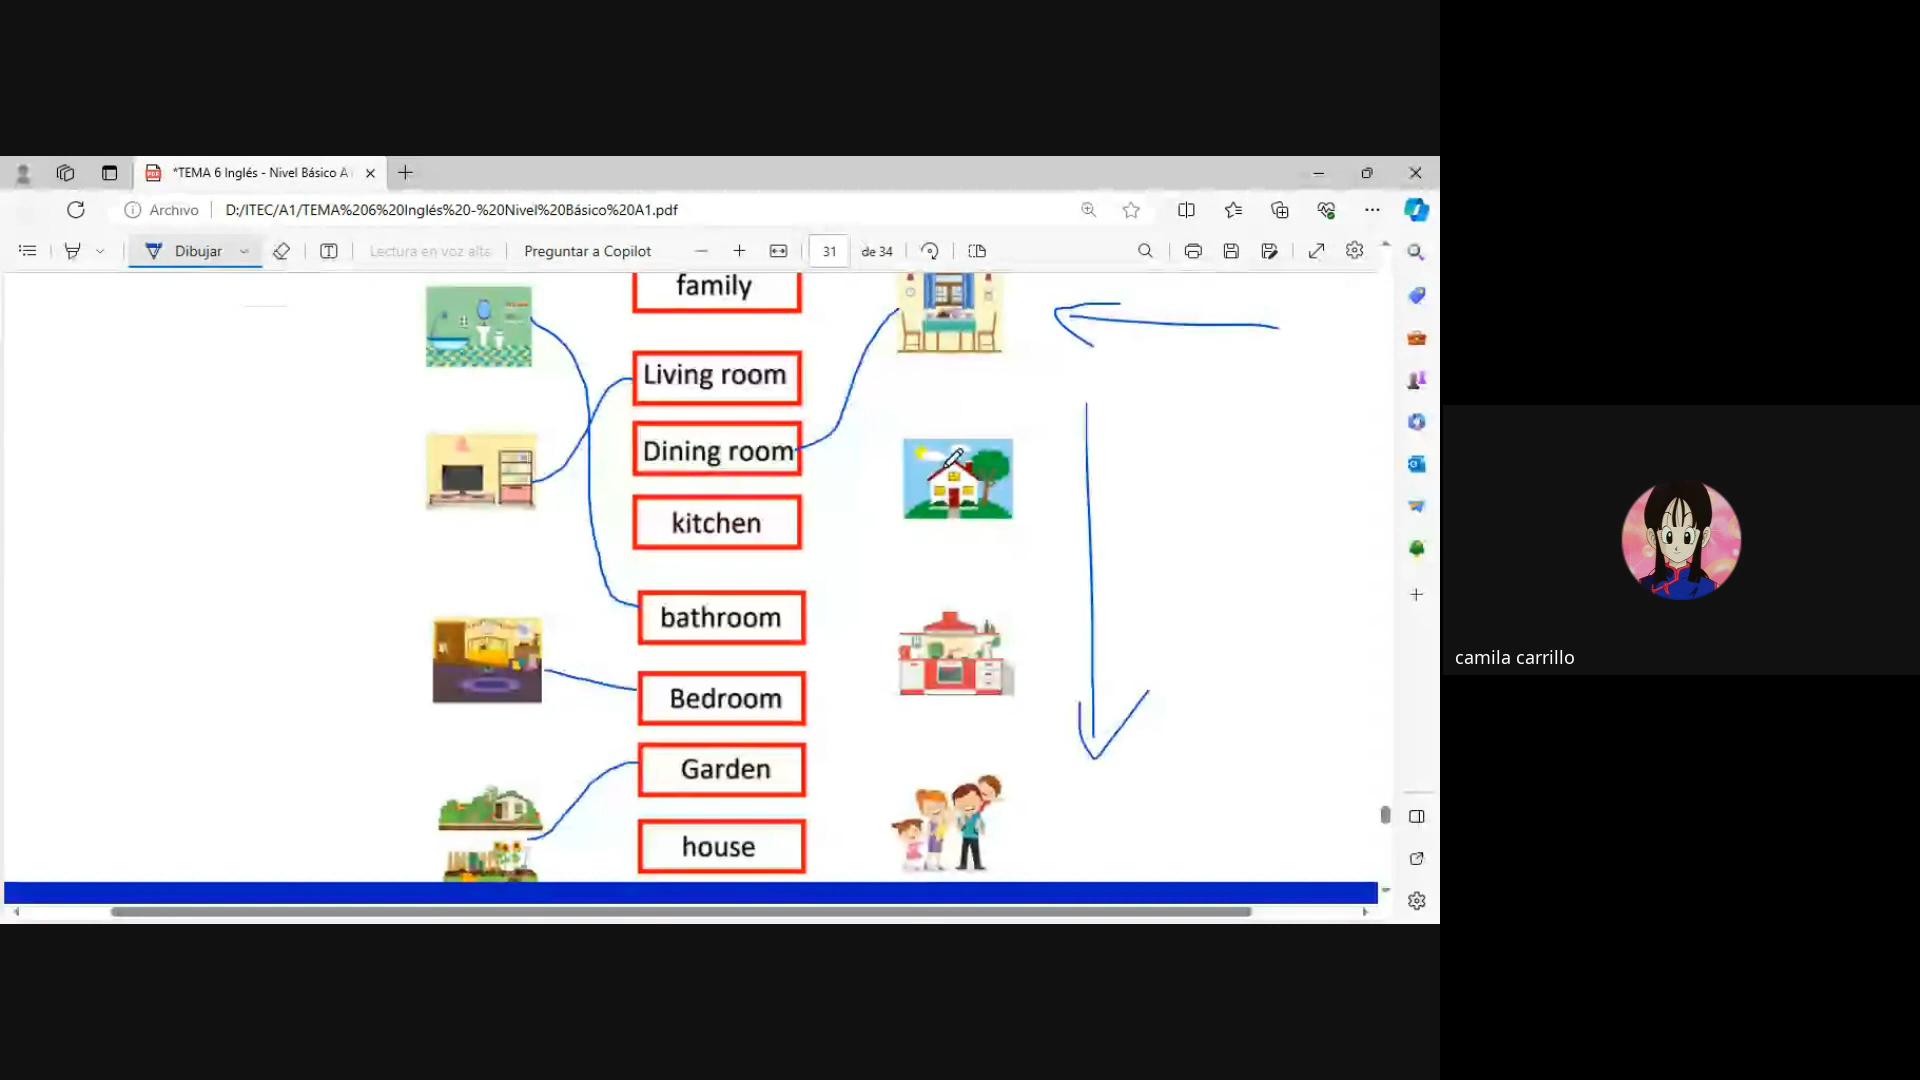 *TEMA 6 Inglés - Nivel Básico A
Archivo
D:/ITEC/A1/TEMA%206%20Inglés%20-%20Nivel%20Básico%20A1.pdf
Dibujar
Lectura en voz alta
Preguntar a Copilot
31
de 34
family
Living room
Dining room
kitchen
bathroom
Bedroom
Garden
house
camila carrillo